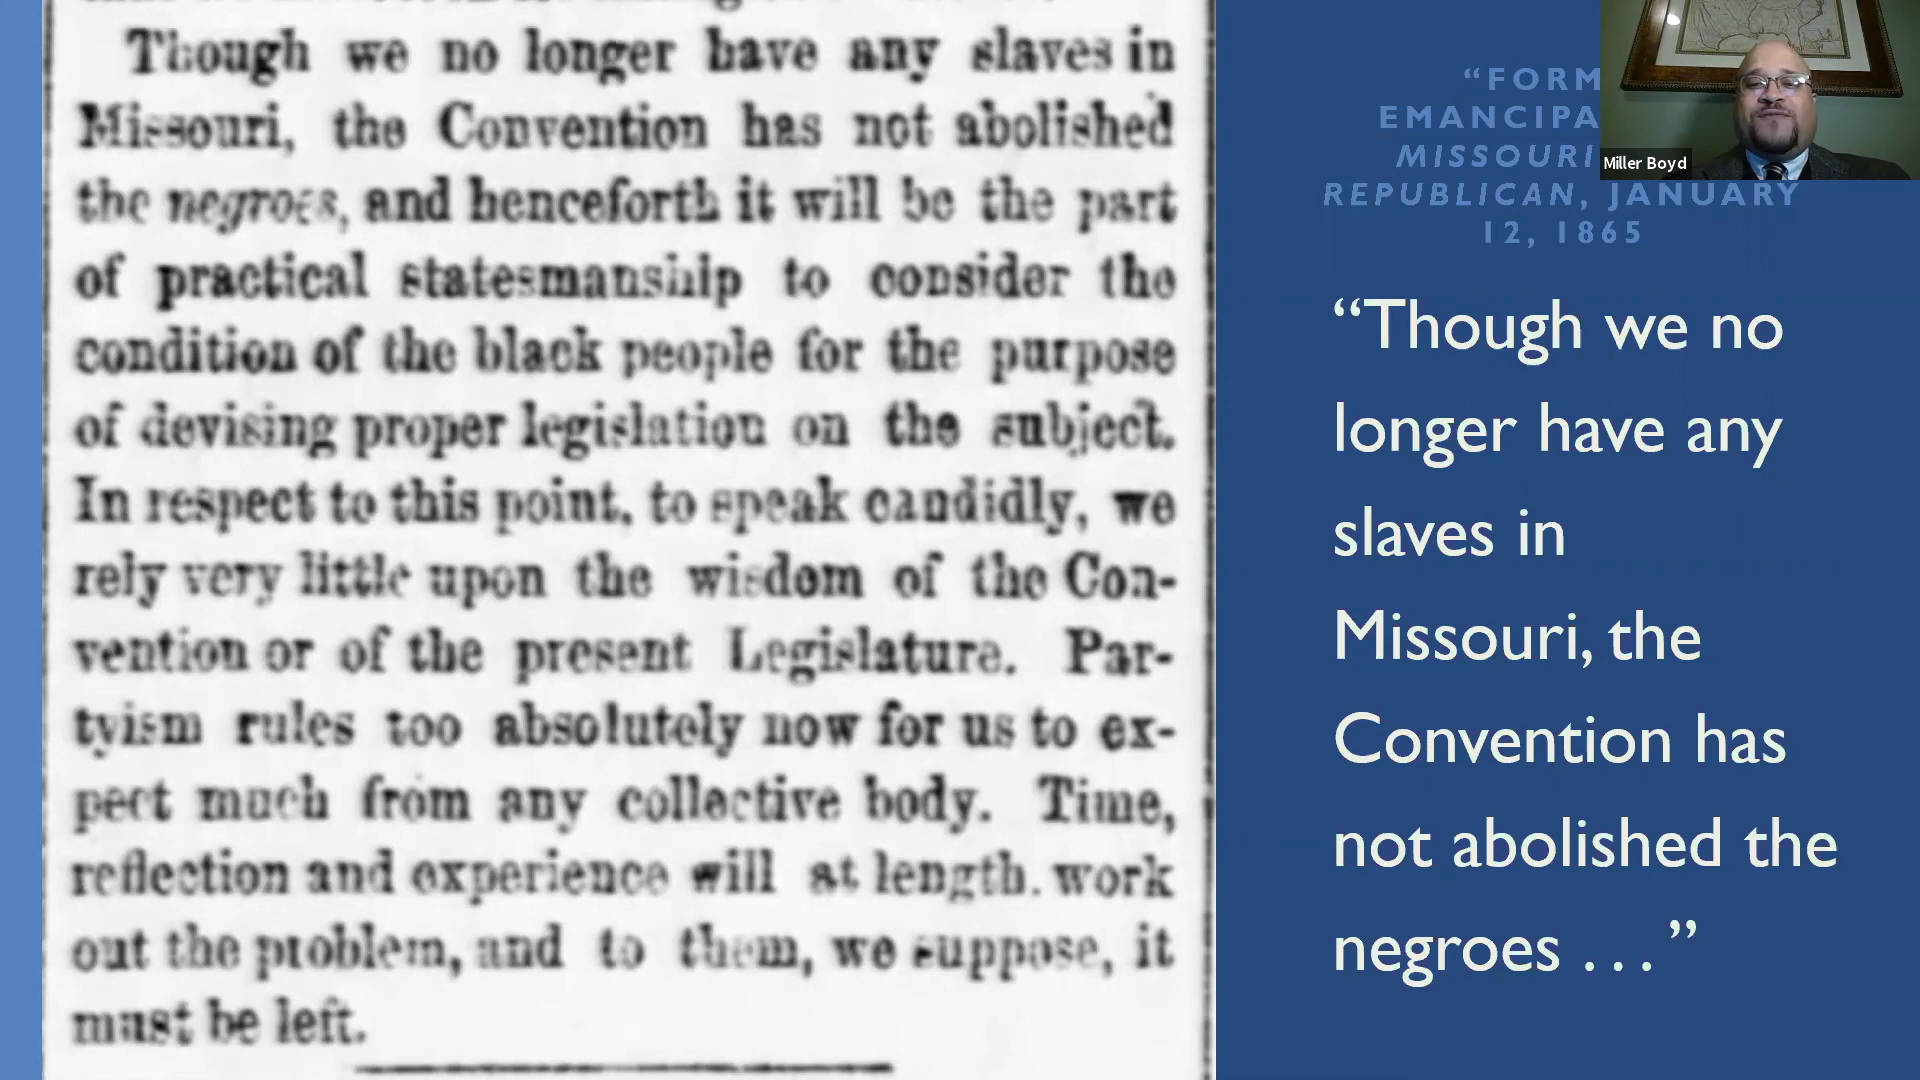 Though we no longer have any slaves in
Missouri, the Convention has not abolished
the negroes, and henceforth it will be the part
of practical statesmanship to consider the
condition of the black people for the purpose
of devising proper legislation on the subject.
In respect to this point, to speak candidly, we
rely very little upon the wisdom of the Con-
vention or of the present Legislature. Par-
tyism rules too absolutely now for us to ex-
pect much from any collective body. Time,
reflection and experience will at length. work
out the problem, and to them, we suppose, it
must be left.
“FORM
EMANCIPA
MISSOURI
REPUBLICAN, JANUARY
12, 1865
“Though we no
longer have any
slaves in
Missouri, the
Convention has
not abolished the
negroes . . .”
Miller Boyd